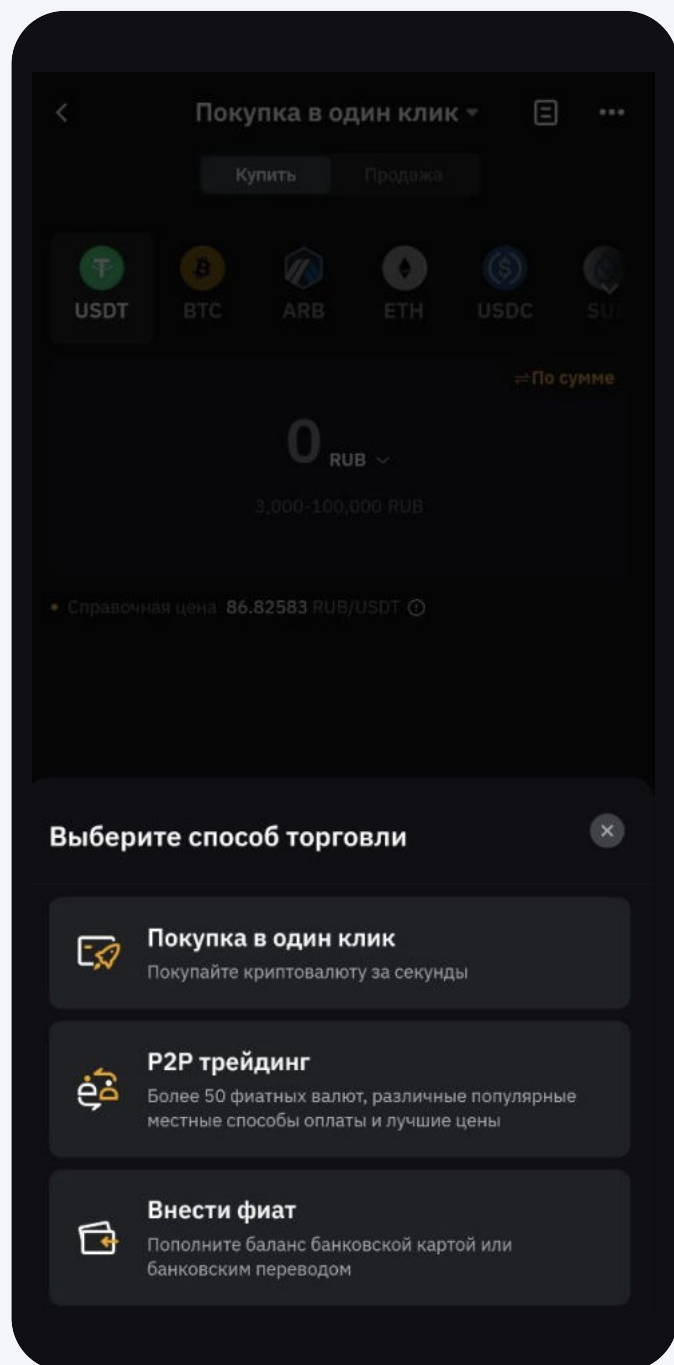 Покупка в один клик
Купить Продажа
USDT BTC ARB ETH USDC
По сумме
0 RUB
3,000-100,000 RUB
Справочная цена 86.82583 RUB/USDT
Выберите способ торговли
Покупка в один клик
Покупайте криптовалюту за секунды
P2P трейдинг
Более 50 фиатных валют, различные популярные
местные способы оплаты и лучшие цены
Внести фиат
Пополните баланс банковской картой или
банковским переводом